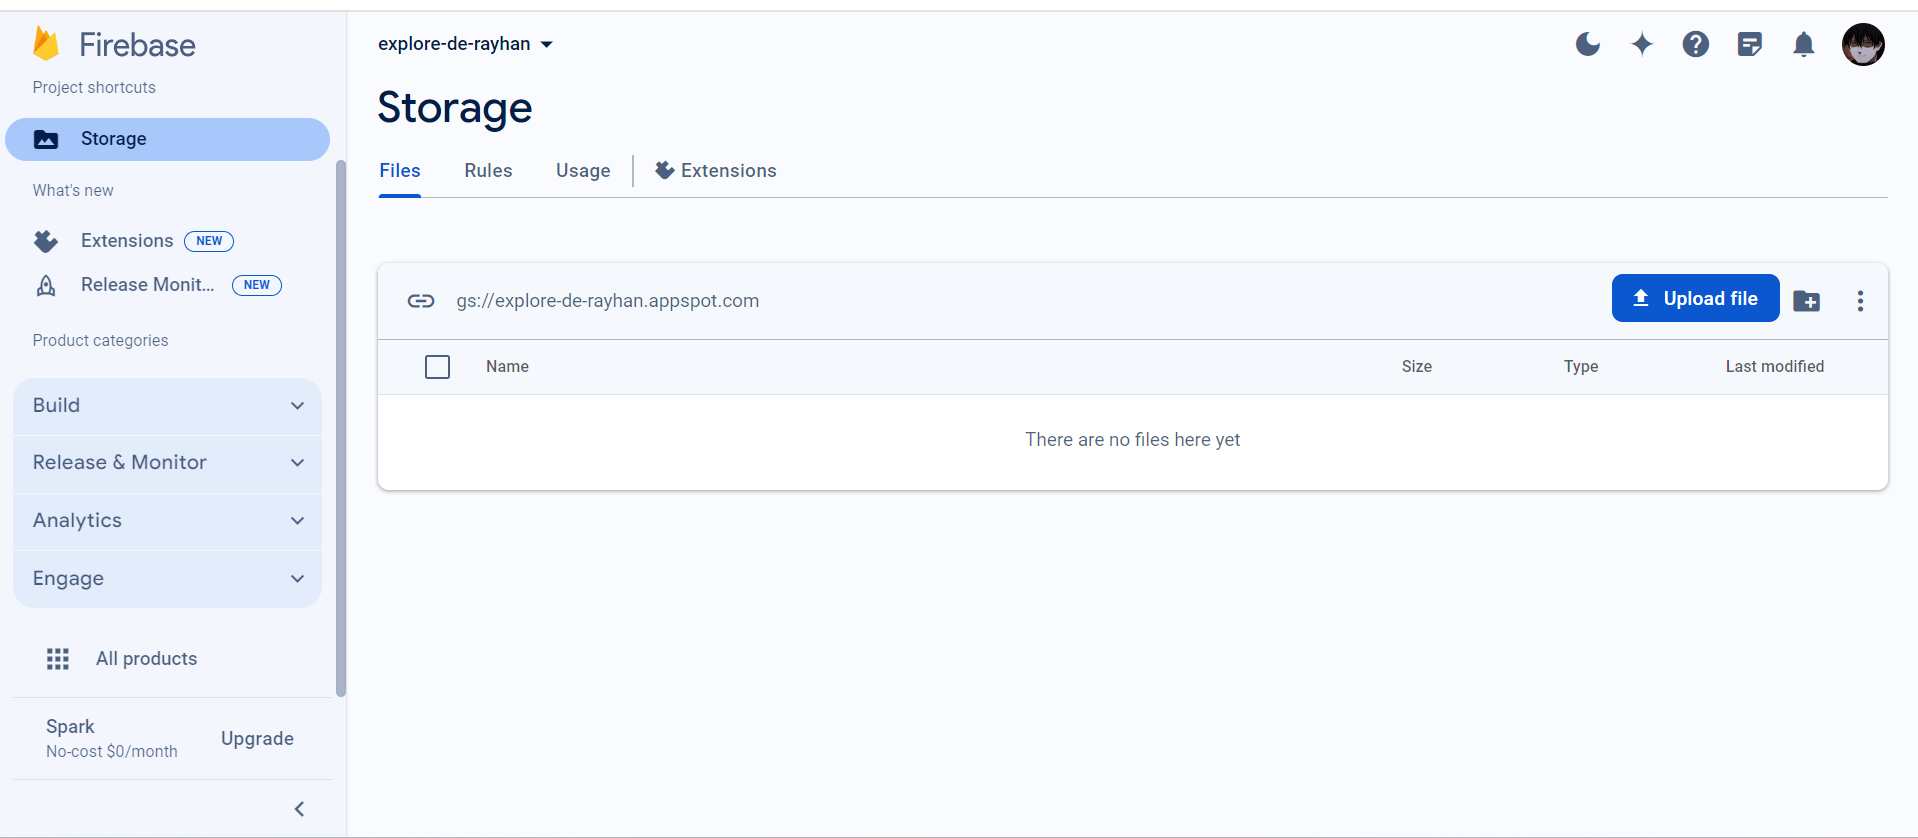 Firebase
Project shortcuts
Storage
What's new
Extensions NEW
Release Monit... NEW
Product categories
Build
Release & Monitor
Analytics
Engage
All products
Spark
No-cost $0/month
Upgrade
explore-de-rayhan
Storage
Files Rules Usage Extensions
gs://explore-de-rayhan.appspot.com Upload file
Name Size Type Last modified
There are no files here yet